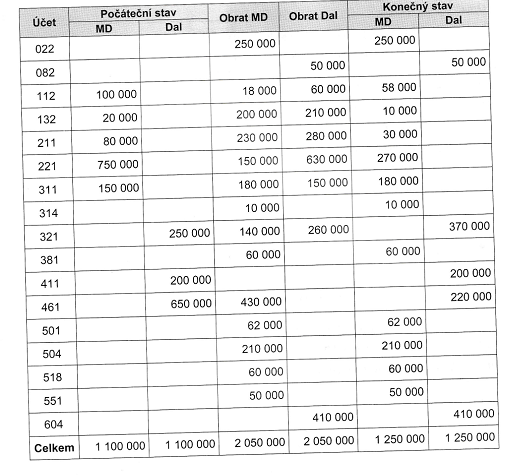 Účet Počáteční stav Obrat MD Obrat Dal Konečný stav
MD Dal MD Dal
022 250 000 250 000
082 50 000 50 000
112 100 000 18 000 60 000 58 000
132 20 000 200 000 210 000 10 000
211 80 000 230 000 280 000 30 000
221 750 000 150 000 630 000 270 000
311 150 000 180 000 150 000 180 000
314 10 000 10 000
321 250 000 140 000 260 000 370 000
381 60 000 60 000
411 200 000 200 000
461 650 000 430 000 220 000
501 62 000 62 000
504 210 000 210 000
518 60 000 60 000
551 50 000 50 000
604 410 000 410 000
Celkem 1 100 000 1 100 000 2 050 000 2 050 000 1 250 000 1 250 000